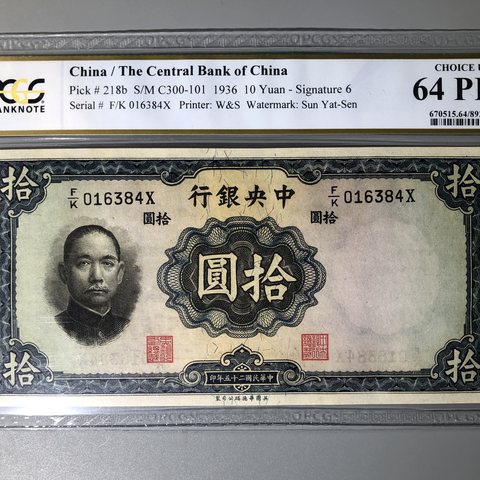 China / The Central Bank of China
CHOICE U
Pick # 218b S/M C300-101 1936 10 Yuan - Signature 6
64 P
Serial # F/K 016384X Printer: W&S Watermark: Sun Yat-Sen
PCGS
BANKNOTE
670515.64/89
拾 拾
F/K 016384X 行銀央中 F/K 016384X
圓拾 圓拾
圓拾
拾 拾
印年五十二國民華中